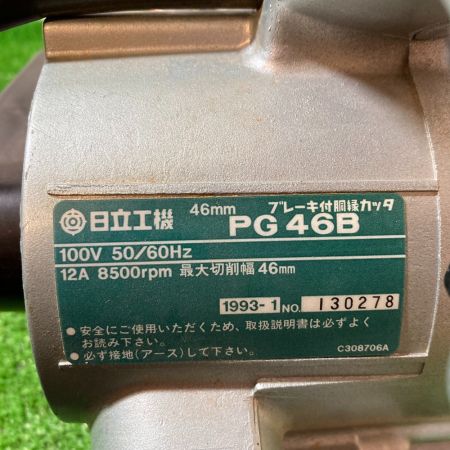 46mm ブレーキ付胴縁カッタ
日立工機 PG 46B
100V 50/60Hz
12A 8500rpm 最大切削幅 46mm
1993-1 NO. 130278
●安全にご使用いただくため、取扱説明書は必ずよく
お読み下さい。
●必ず接地(アース)して下さい。 C308706A